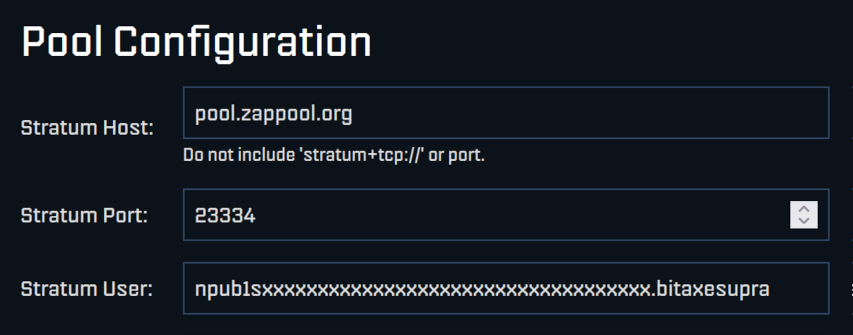 Pool Configuration
Stratum Host: pool.zappool.org
Do not include 'stratum+tcp://' or port.
Stratum Port: 23334
Stratum User: npub1sxxxxxxxxxxxxxxxxxxxxxxxxxxxxxxxxxxx.bitaxesupra